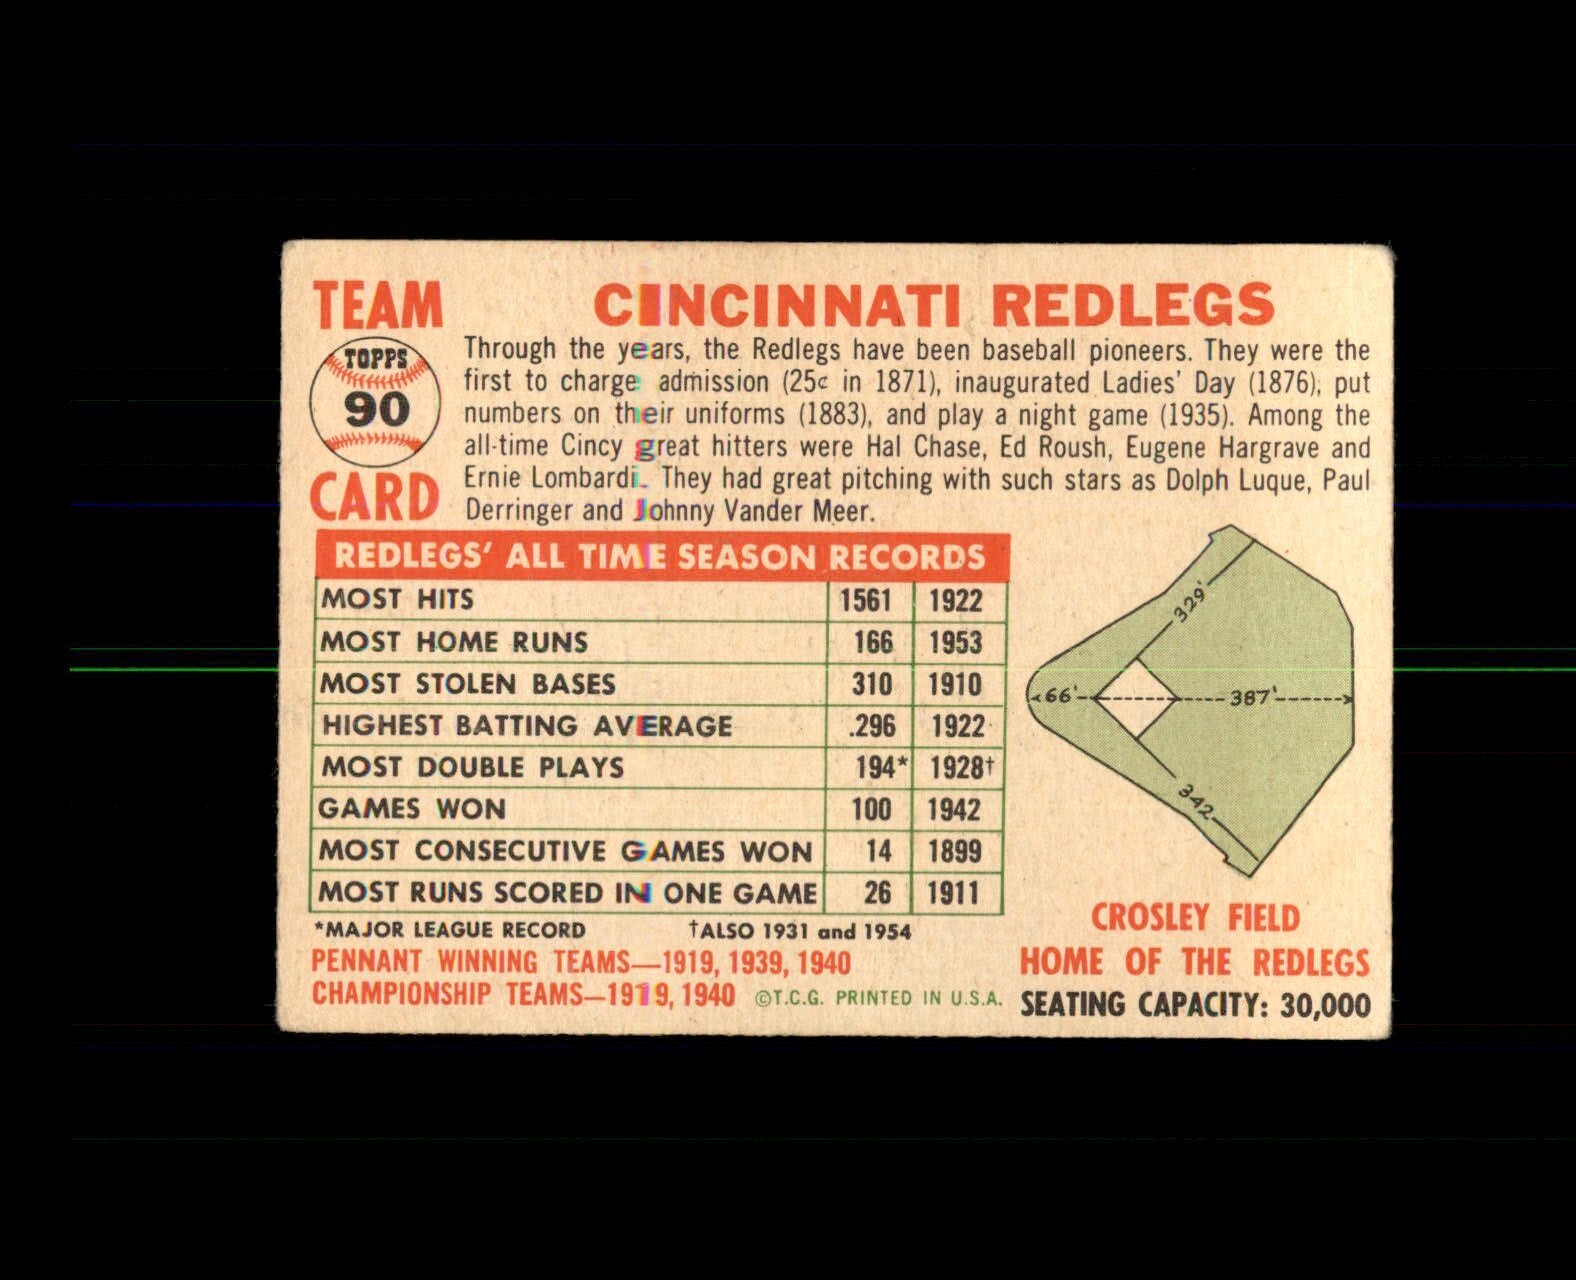 TEAM
TOPPS
90
CARD
CINCINNATI REDLEGS
Through the years, the Redlegs have been baseball pioneers. They were the
first to charge admission (25¢ in 1871), inaugurated Ladies' Day (1876), put
numbers on their uniforms (1883), and play a night game (1935). Among the
all-time Cincy great hitters were Hal Chase, Ed Roush, Eugene Hargrave and
Ernie Lombardi. They had great pitching with such stars as Dolph Luque, Paul
Derringer and Johnny Vander Meer.
REDLEGS' ALL TIME SEASON RECORDS
MOST HITS 1561 1922
MOST HOME RUNS 166 1953
MOST STOLEN BASES 310 1910
HIGHEST BATTING AVERAGE .296 1922
MOST DOUBLE PLAYS 194* 1928†
GAMES WON 100 1942
MOST CONSECUTIVE GAMES WON 14 1899
MOST RUNS SCORED IN ONE GAME 26 1911
*MAJOR LEAGUE RECORD †ALSO 1931 and 1954
PENNANT WINNING TEAMS—1919, 1939, 1940
CHAMPIONSHIP TEAMS—1919, 1940 ©T.C.G. PRINTED IN U.S.A.
329'
66' 387'
342'
CROSLEY FIELD
HOME OF THE REDLEGS
SEATING CAPACITY: 30,000